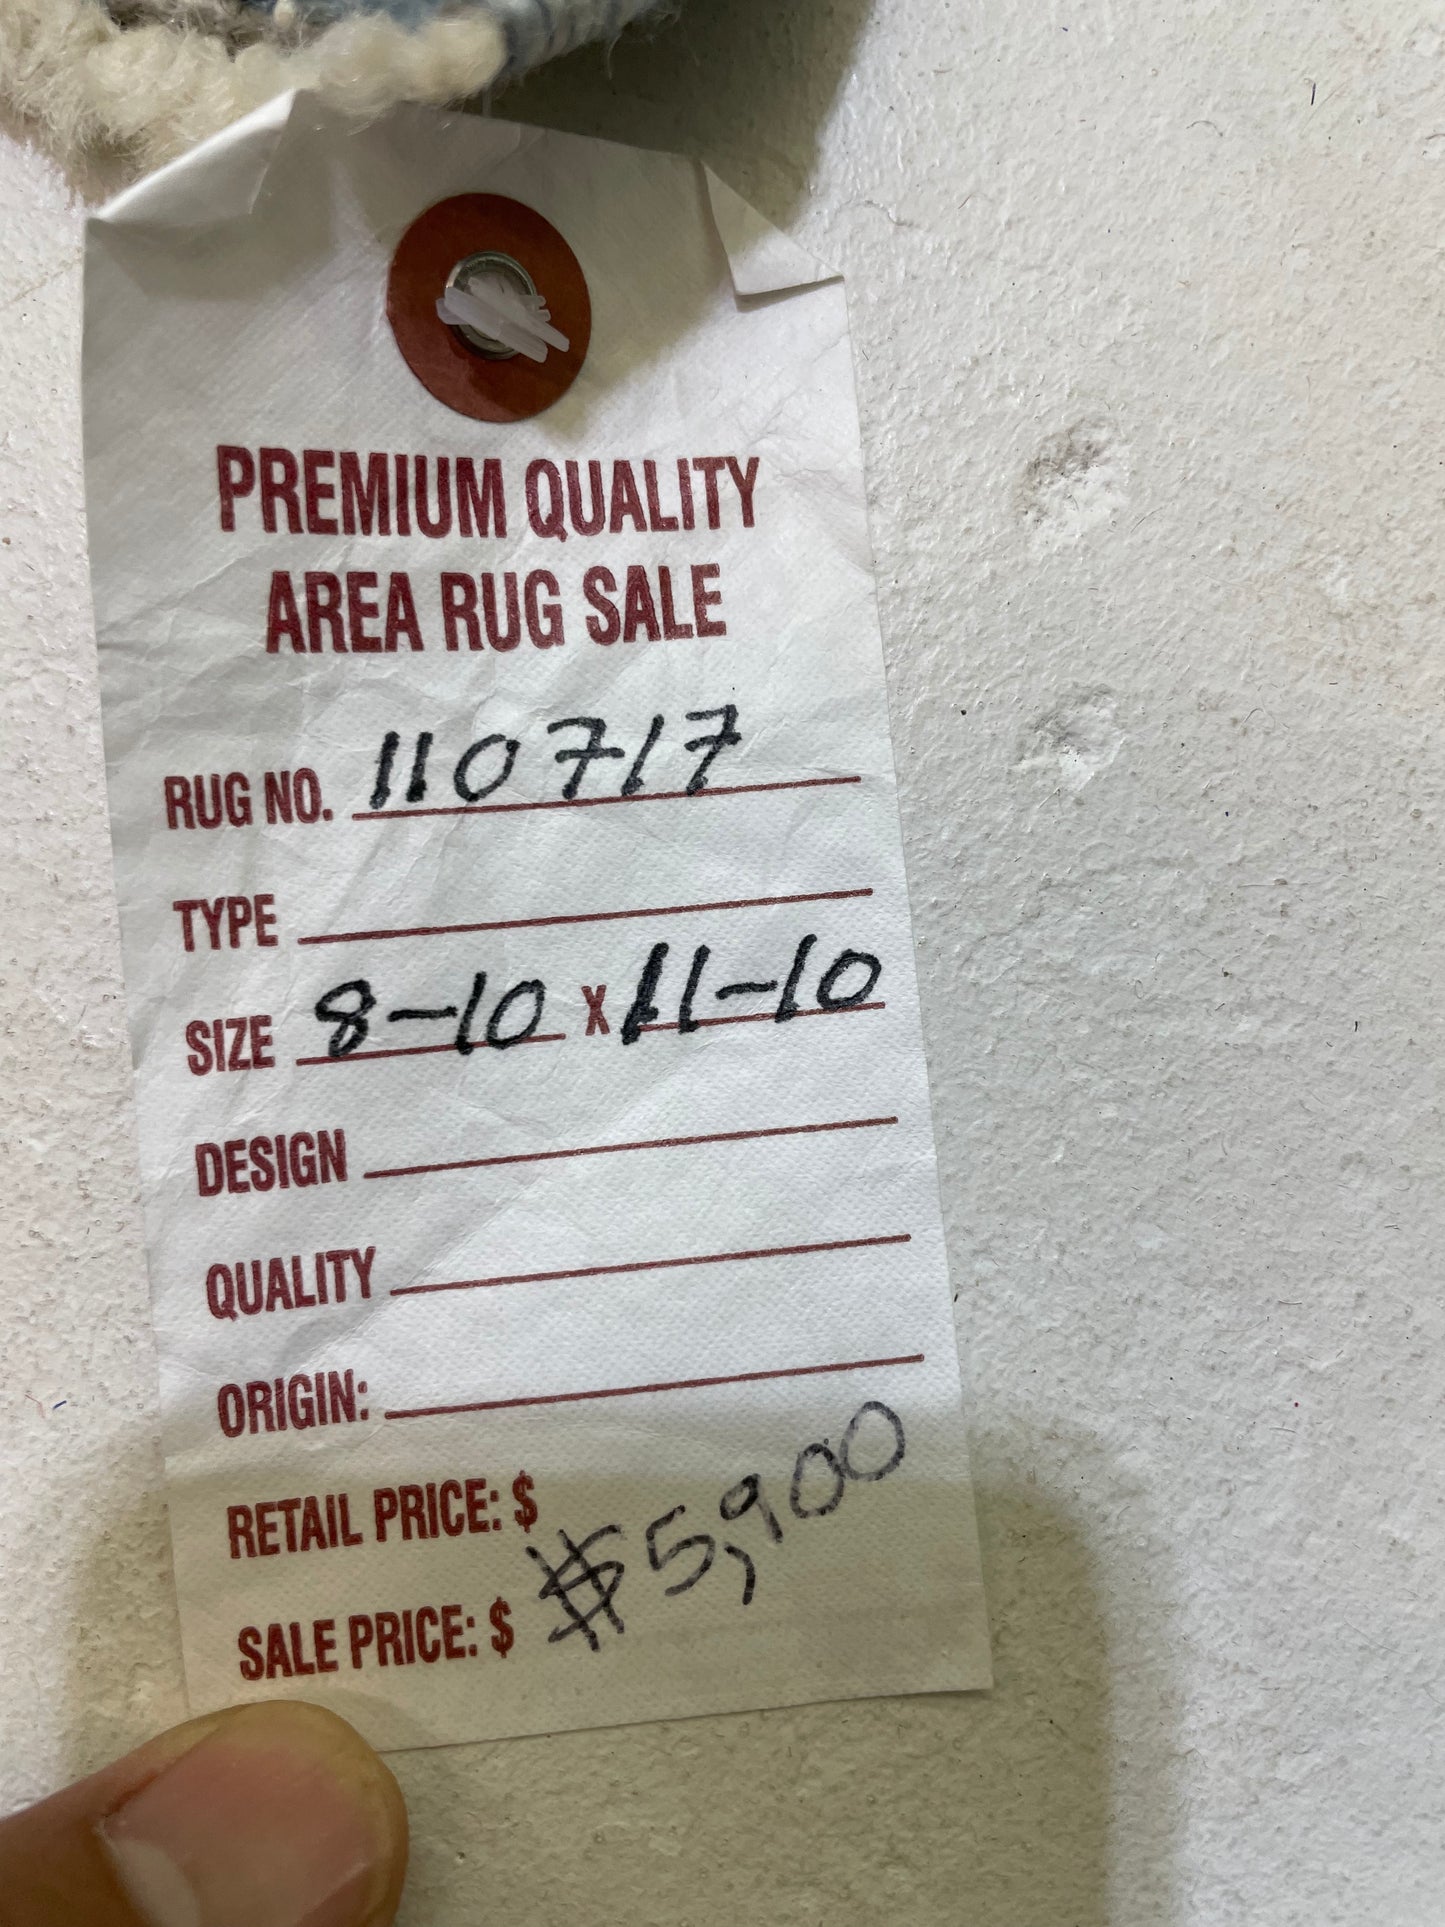 PREMIUM QUALITY
AREA RUG SALE
RUG NO. 110717
TYPE
SIZE 8-10 x 11-10
DESIGN
QUALITY
ORIGIN:
RETAIL PRICE: $
SALE PRICE: $ $5,900